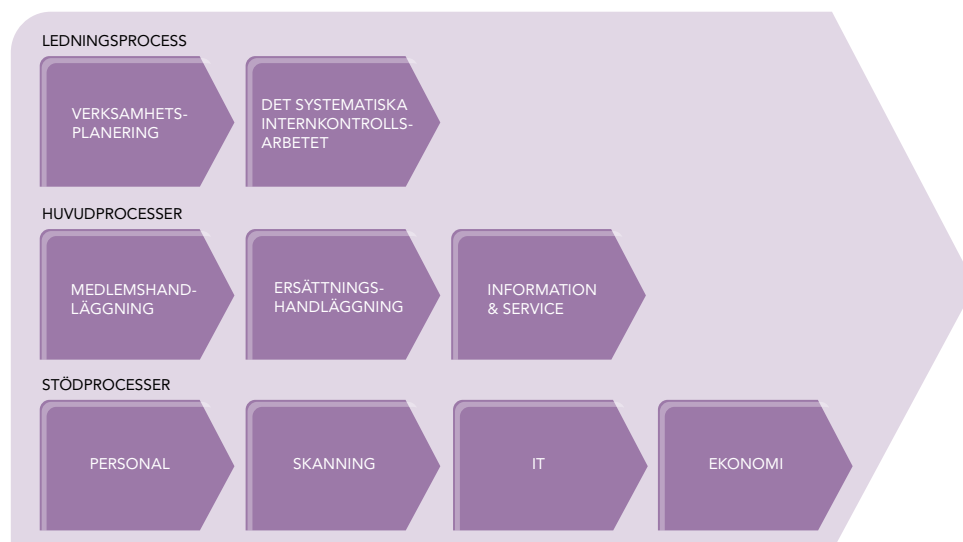 LEDNINGSPROCESS
VERKSAMHETS-
PLANERING
DET SYSTEMATISKA
INTERNKONTROLLS-
ARBETET
HUVUDPROCESSER
MEDLEMSHAND-
LÄGGNING
ERSÄTTNINGS-
HANDLÄGGNING
INFORMATION
& SERVICE
STÖDPROCESSER
PERSONAL
SKANNING
IT
EKONOMI